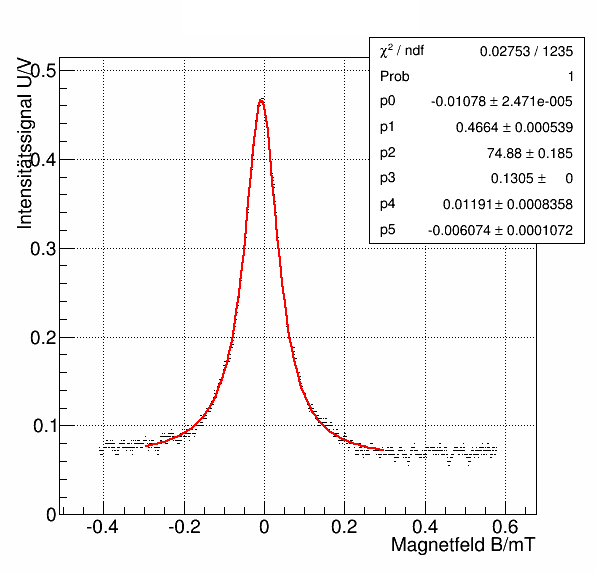 χ² / ndf 0.02753 / 1235
Prob 1
p0 -0.01078 ± 2.471e-005
p1 0.4664 ± 0.000539
p2 74.88 ± 0.185
p3 0.1305 ± 0
p4 0.01191 ± 0.0008358
p5 -0.006074 ± 0.0001072
Intensitätssignal U/V
0.5
0.4
0.3
0.2
0.1
0
-0.4 -0.2 0 0.2 0.4 0.6
Magnetfeld B/mT